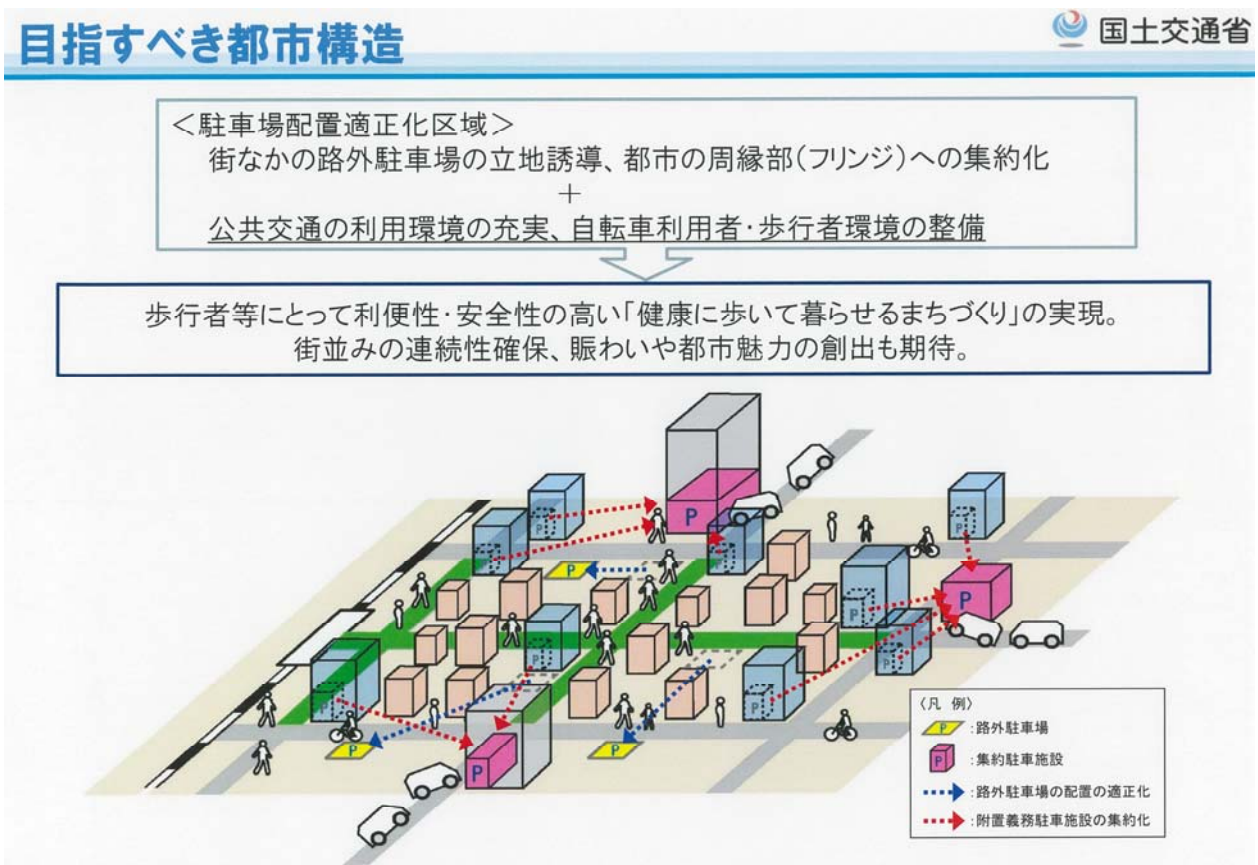 目指すべき都市構造
国土交通省
＜駐車場配置適正化区域＞
街なかの路外駐車場の立地誘導、都市の周縁部（フリンジ）への集約化
＋
公共交通の利用環境の充実、自転車利用者・歩行者環境の整備
歩行者等にとって利便性・安全性の高い「健康に歩いて暮らせるまちづくり」の実現。
街並みの連続性確保、賑わいや都市魅力の創出も期待。
P
P
P
P
P
P
P
P
P
P
P
P
P
P
〈凡 例〉
P :路外駐車場
P :集約駐車施設
:路外駐車場の配置の適正化
:附置義務駐車施設の集約化